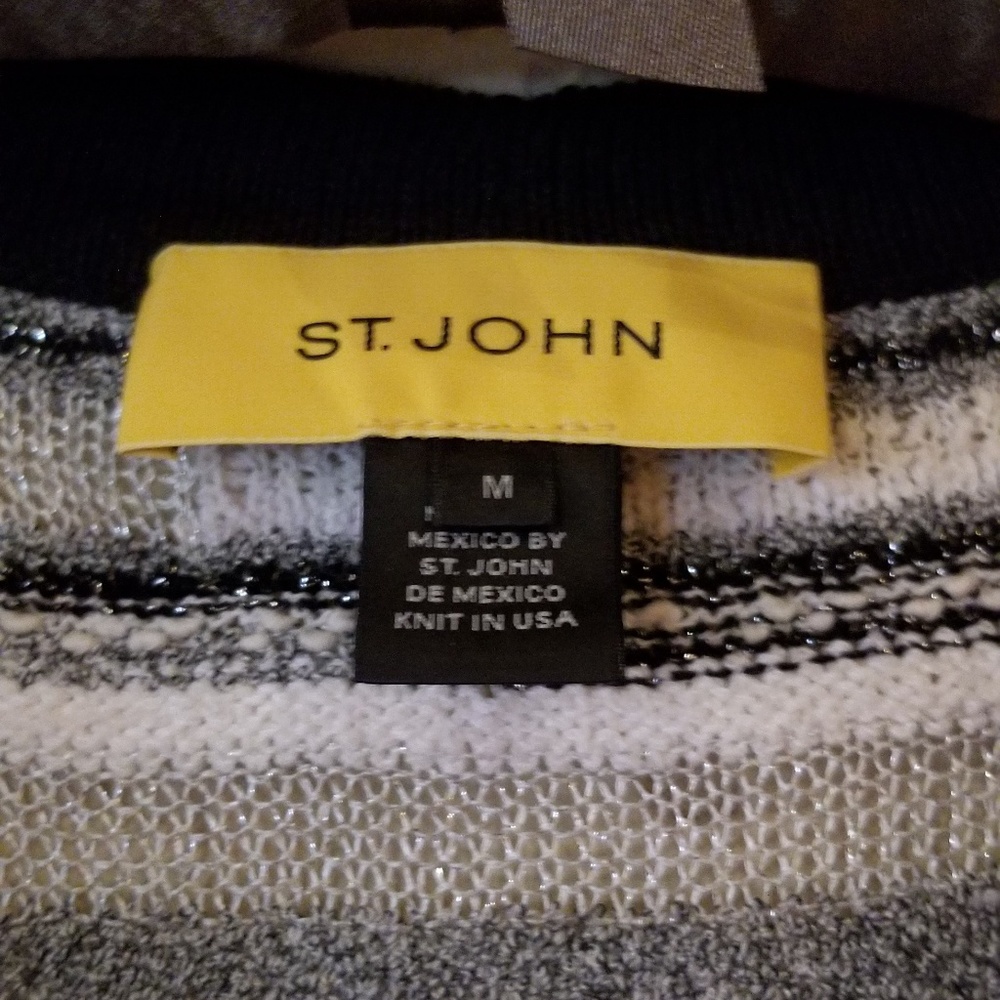 ST. JOHN
M
MEXICO BY
ST. JOHN
DE MEXICO
KNIT IN USA